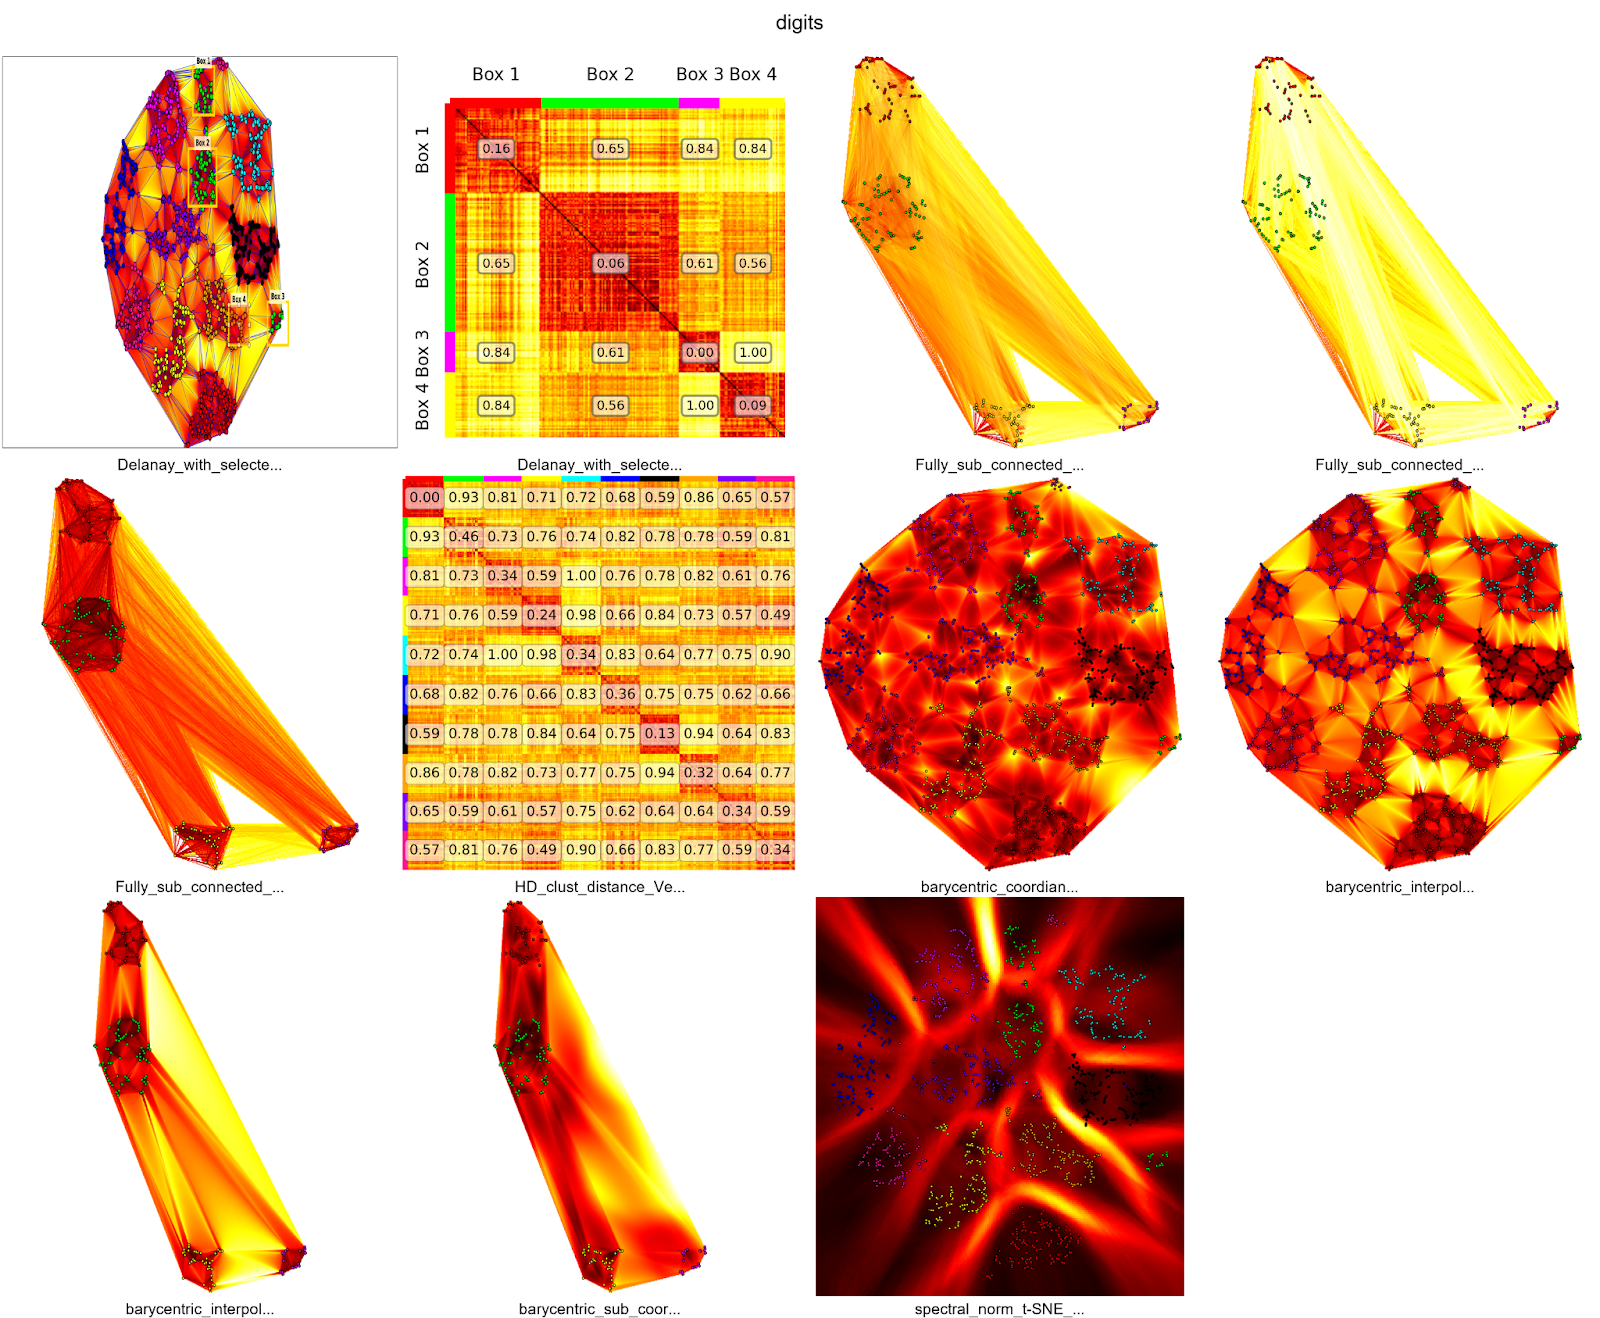 digits
Box 1
Box 2
Box 4
Box 3
Delanay_with_selecte...
Box 1 Box 2 Box 3 Box 4
Box 1 0.16 0.65 0.84 0.84
Box 2 0.65 0.06 0.61 0.56
Box 3 0.84 0.61 0.00 1.00
Box 4 0.84 0.56 1.00 0.09
Delanay_with_selecte...
Fully_sub_connected_...
Fully_sub_connected_...
Fully_sub_connected_...
0.00 0.93 0.81 0.71 0.72 0.68 0.59 0.86 0.65 0.57
0.93 0.46 0.73 0.76 0.74 0.82 0.78 0.78 0.59 0.81
0.81 0.73 0.34 0.59 1.00 0.76 0.78 0.82 0.61 0.76
0.71 0.76 0.59 0.24 0.98 0.66 0.84 0.73 0.57 0.49
0.72 0.74 1.00 0.98 0.34 0.83 0.64 0.77 0.75 0.90
0.68 0.82 0.76 0.66 0.83 0.36 0.75 0.75 0.62 0.66
0.59 0.78 0.78 0.84 0.64 0.75 0.13 0.94 0.64 0.83
0.86 0.78 0.82 0.73 0.77 0.75 0.94 0.32 0.64 0.77
0.65 0.59 0.61 0.57 0.75 0.62 0.64 0.64 0.34 0.59
0.57 0.81 0.76 0.49 0.90 0.66 0.83 0.77 0.59 0.34
HD_clust_distance_Ve...
barycentric_coordian...
barycentric_interpol...
barycentric_interpol...
barycentric_sub_coor...
spectral_norm_t-SNE_...